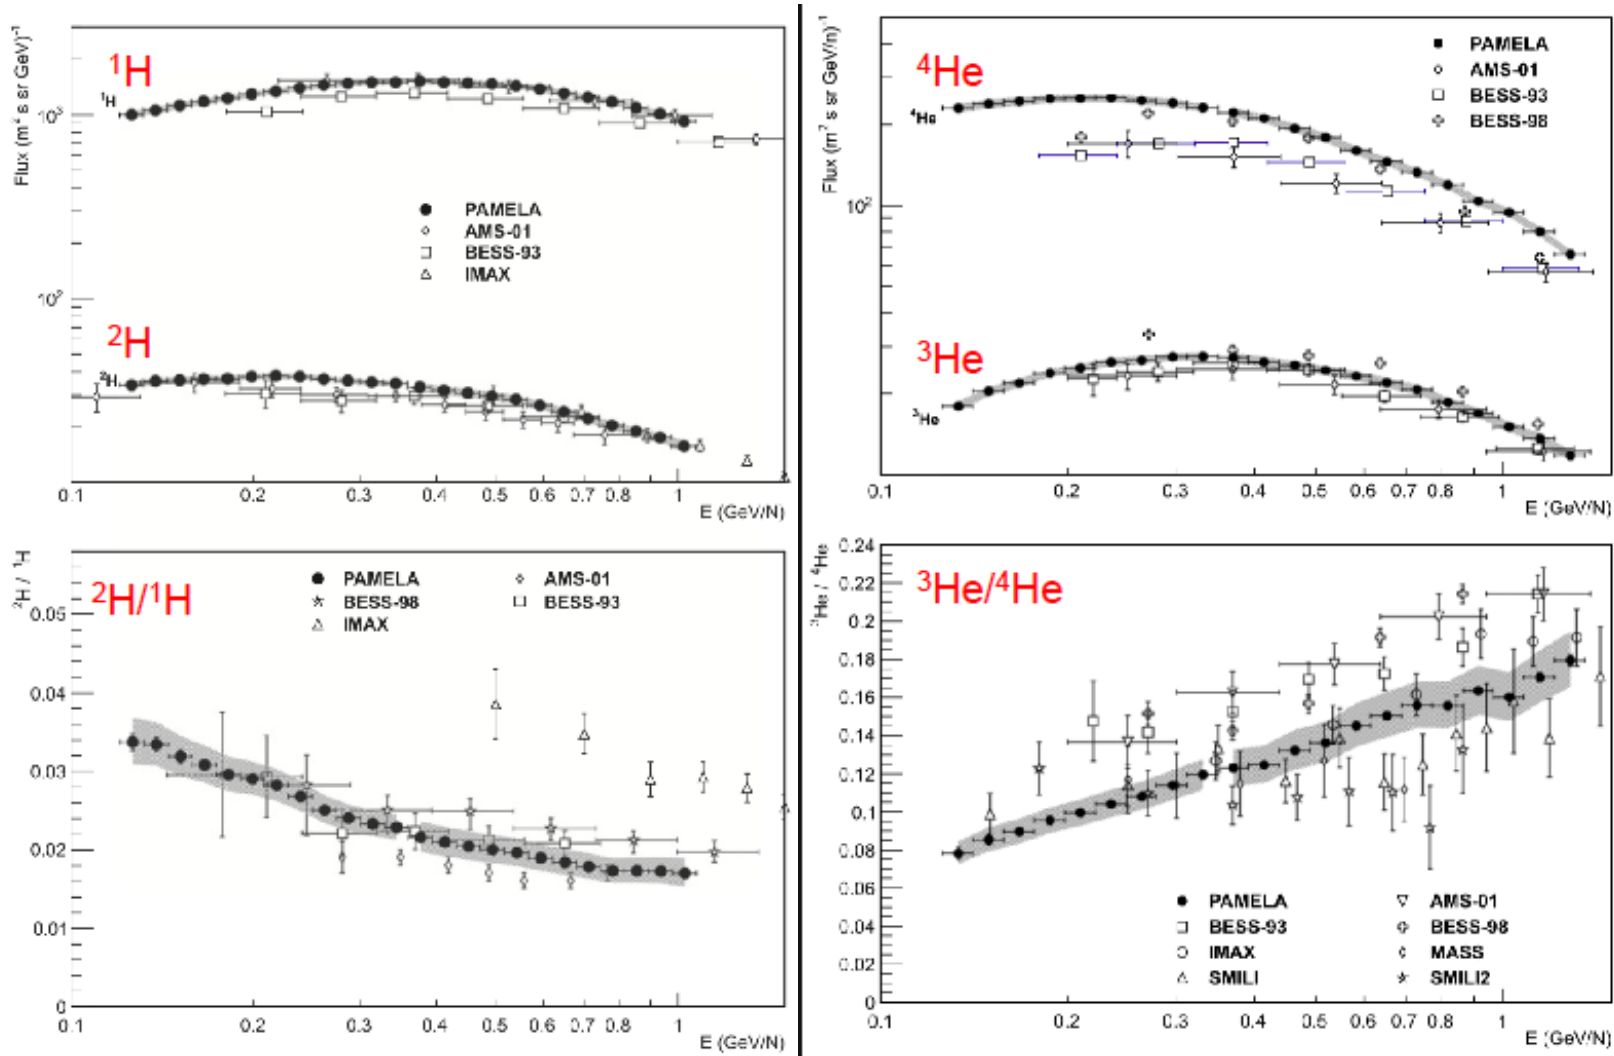 Flux (m² s sr GeV)⁻¹
¹H
¹H
10³
PAMELA
AMS-01
BESS-93
IMAX
10²
²H
²H
0.1 0.2 0.3 0.4 0.5 0.6 0.7 0.8 1
E (GeV/N)
Flux (m² s sr GeV/n)⁻¹
⁴He
⁴He
PAMELA
AMS-01
BESS-93
BESS-98
10²
³He
³He
0.1 0.2 0.3 0.4 0.5 0.6 0.7 0.8 1
E (GeV/N)
²H / ¹H
²H/¹H
PAMELA AMS-01
BESS-98 BESS-93
IMAX
0.05
0.04
0.03
0.02
0.01
0
0.1 0.2 0.3 0.4 0.5 0.6 0.7 0.8 1
E (GeV/N)
³He / ⁴He
³He/⁴He
0.24
0.22
0.2
0.18
0.16
0.14
0.12
0.1
0.08
0.06
0.04
0.02
0
PAMELA AMS-01
BESS-93 BESS-98
IMAX MASS
SMILI SMILI2
0.1 0.2 0.3 0.4 0.5 0.6 0.7 0.8 1
E (GeV/N)